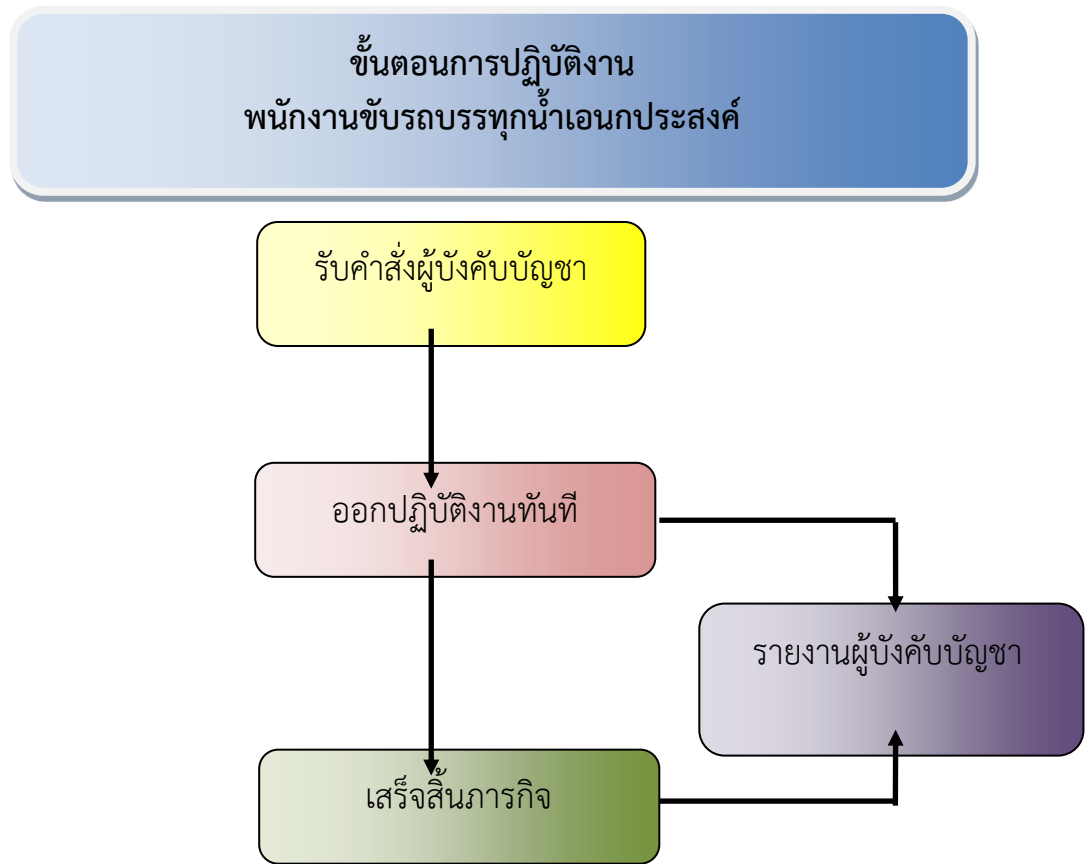 ขั้นตอนการปฏิบัติงาน
พนักงานขับรถบรรทุกน้ำเอนกประสงค์
รับคำสั่งผู้บังคับบัญชา
ออกปฏิบัติงานทันที
รายงานผู้บังคับบัญชา
เสร็จสิ้นภารกิจ